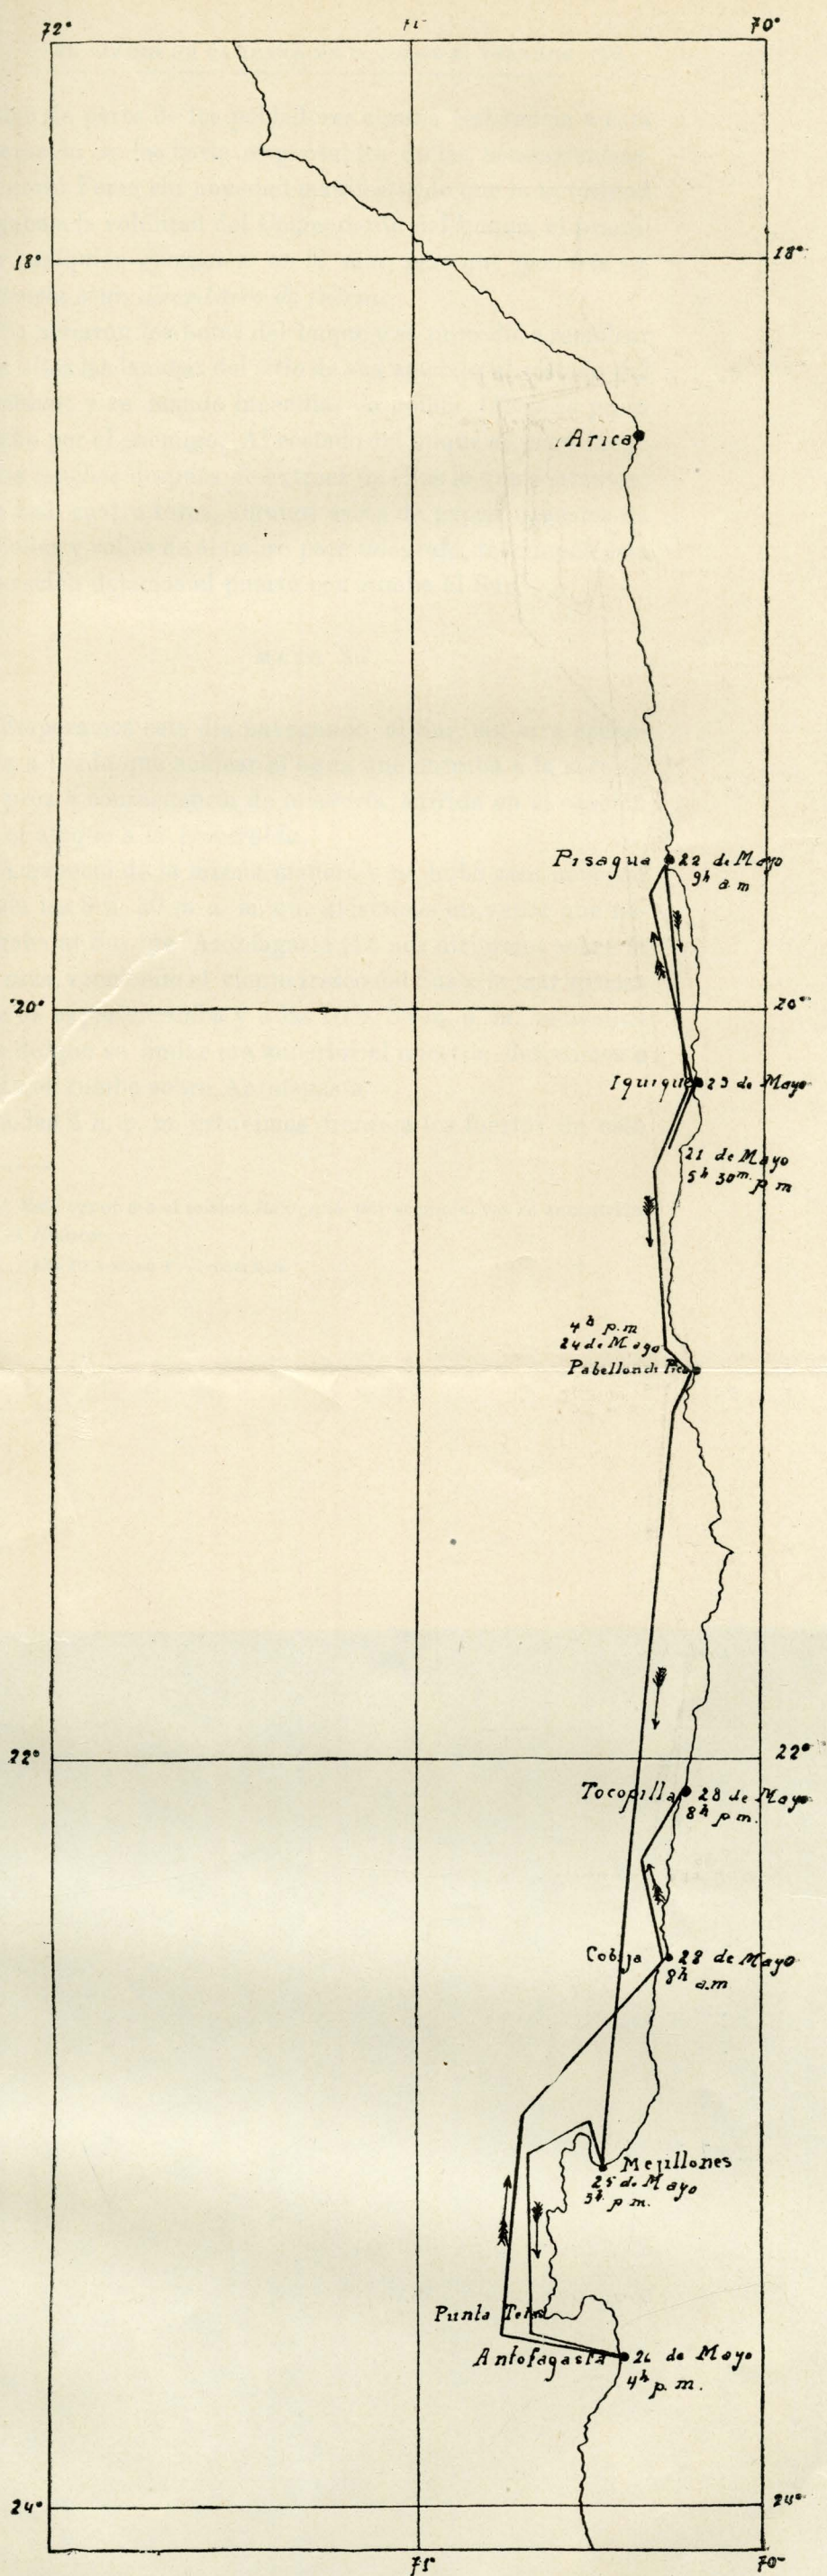 72°
71°
70°
18°
18°
Arica
Pisagua
22 de Mayo
9h a m
20°
20°
Iquique
23 de Mayo
21 de Mayo
5h 30m p m
4h p.m
24 de Mayo
Pabellon de Pica
22°
22°
Tocopilla
28 de Mayo
8h p m.
Cobija
28 de Mayo
8h a.m
Mejillones
25 de Mayo
p m.
Punta
Antofagasta
26 de Mayo
4h p. m.
24°
24°
71°
70°